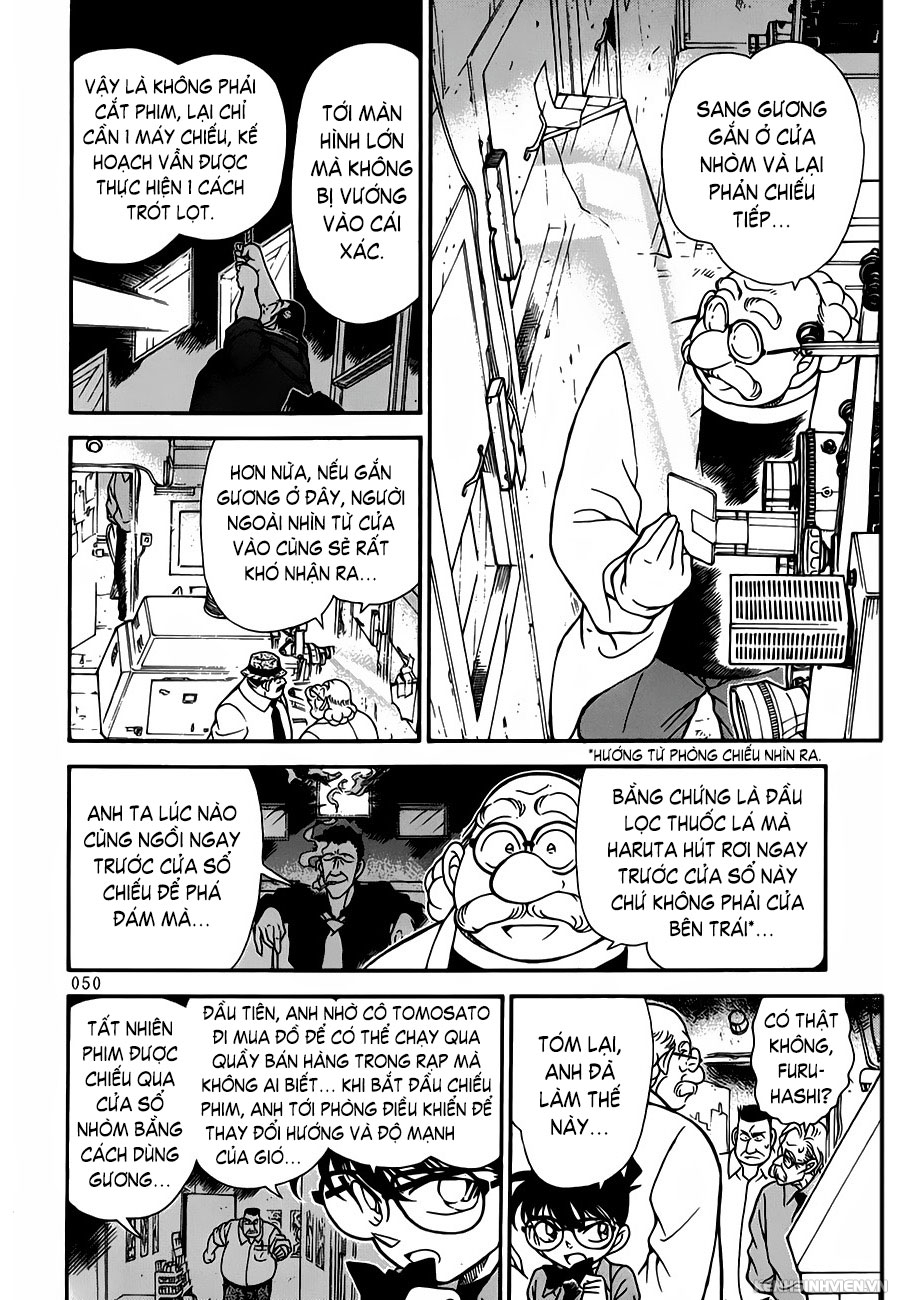 SANG GƯƠNG
GẮN Ở CỬA
NHÒM VÀ LẠI
PHẢN CHIẾU
TIẾP...
TỚI MÀN
HÌNH LỚN
MÀ KHÔNG
BỊ VƯỚNG
VÀO CÁI
XÁC.
VẬY LÀ KHÔNG PHẢI
CẮT PHIM, LẠI CHỈ
CẦN 1 MÁY CHIẾU, KẾ
HOẠCH VẪN ĐƯỢC
THỰC HIỆN 1 CÁCH
TRÓT LỌT.
HƠN NỮA, NẾU GẮN
GƯƠNG Ở ĐÂY, NGƯỜI
NGOÀI NHÌN TỪ CỬA
VÀO CŨNG SẼ RẤT
KHÓ NHẬN RA...
*HƯỚNG TỪ PHÒNG CHIẾU NHÌN RA.
BẰNG CHỨNG LÀ ĐẦU
LỌC THUỐC LÁ MÀ
HARUTA HÚT RƠI NGAY
TRƯỚC CỬA SỔ NÀY
CHỨ KHÔNG PHẢI CỬA
BÊN TRÁI*...
ANH TA LÚC NÀO
CŨNG NGỒI NGAY
TRƯỚC CỬA SỔ
CHIẾU ĐỂ PHÁ
ĐÁM MÀ...
050
CÓ THẬT
KHÔNG,
FURU-
HASHI?
TÓM LẠI,
ANH ĐÃ
LÀM THẾ
NÀY...
ĐẦU TIÊN, ANH NHỜ CÔ TOMOSATO
ĐI MUA ĐỒ ĐỂ CÓ THỂ CHẠY QUA
QUẦY BÁN HÀNG TRONG RẠP MÀ
KHÔNG AI BIẾT... KHI BẮT ĐẦU CHIẾU
PHIM, ANH TỚI PHÒNG ĐIỀU KHIỂN ĐỂ
THAY ĐỔI HƯỚNG VÀ ĐỘ MẠNH
CỦA GIÓ...
TẤT NHIÊN
PHIM ĐƯỢC
CHIẾU QUA
CỬA SỔ
NHÒM BẰNG
CÁCH DÙNG
GƯƠNG...
KENHSINHVIEN.VN